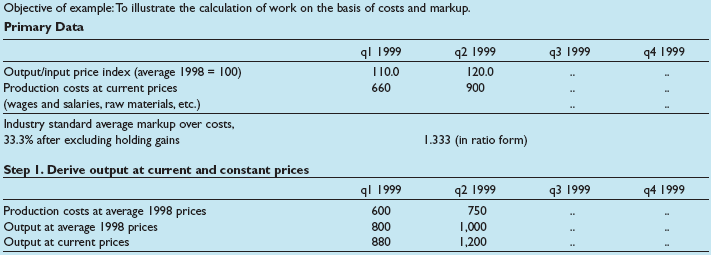 Objective of example: To illustrate the calculation of work on the basis of costs and markup.
Primary Data
q1 1999 q2 1999 q3 1999 q4 1999
Output/input price index (average 1998 = 100) 110.0 120.0 .. ..
Production costs at current prices 660 900 .. ..
(wages and salaries, raw materials, etc.) .. ..
Industry standard average markup over costs,
33.3% after excluding holding gains 1.333 (in ratio form)
Step 1. Derive output at current and constant prices
q1 1999 q2 1999 q3 1999 q4 1999
Production costs at average 1998 prices 600 750 .. ..
Output at average 1998 prices 800 1,000 .. ..
Output at current prices 880 1,200 .. ..